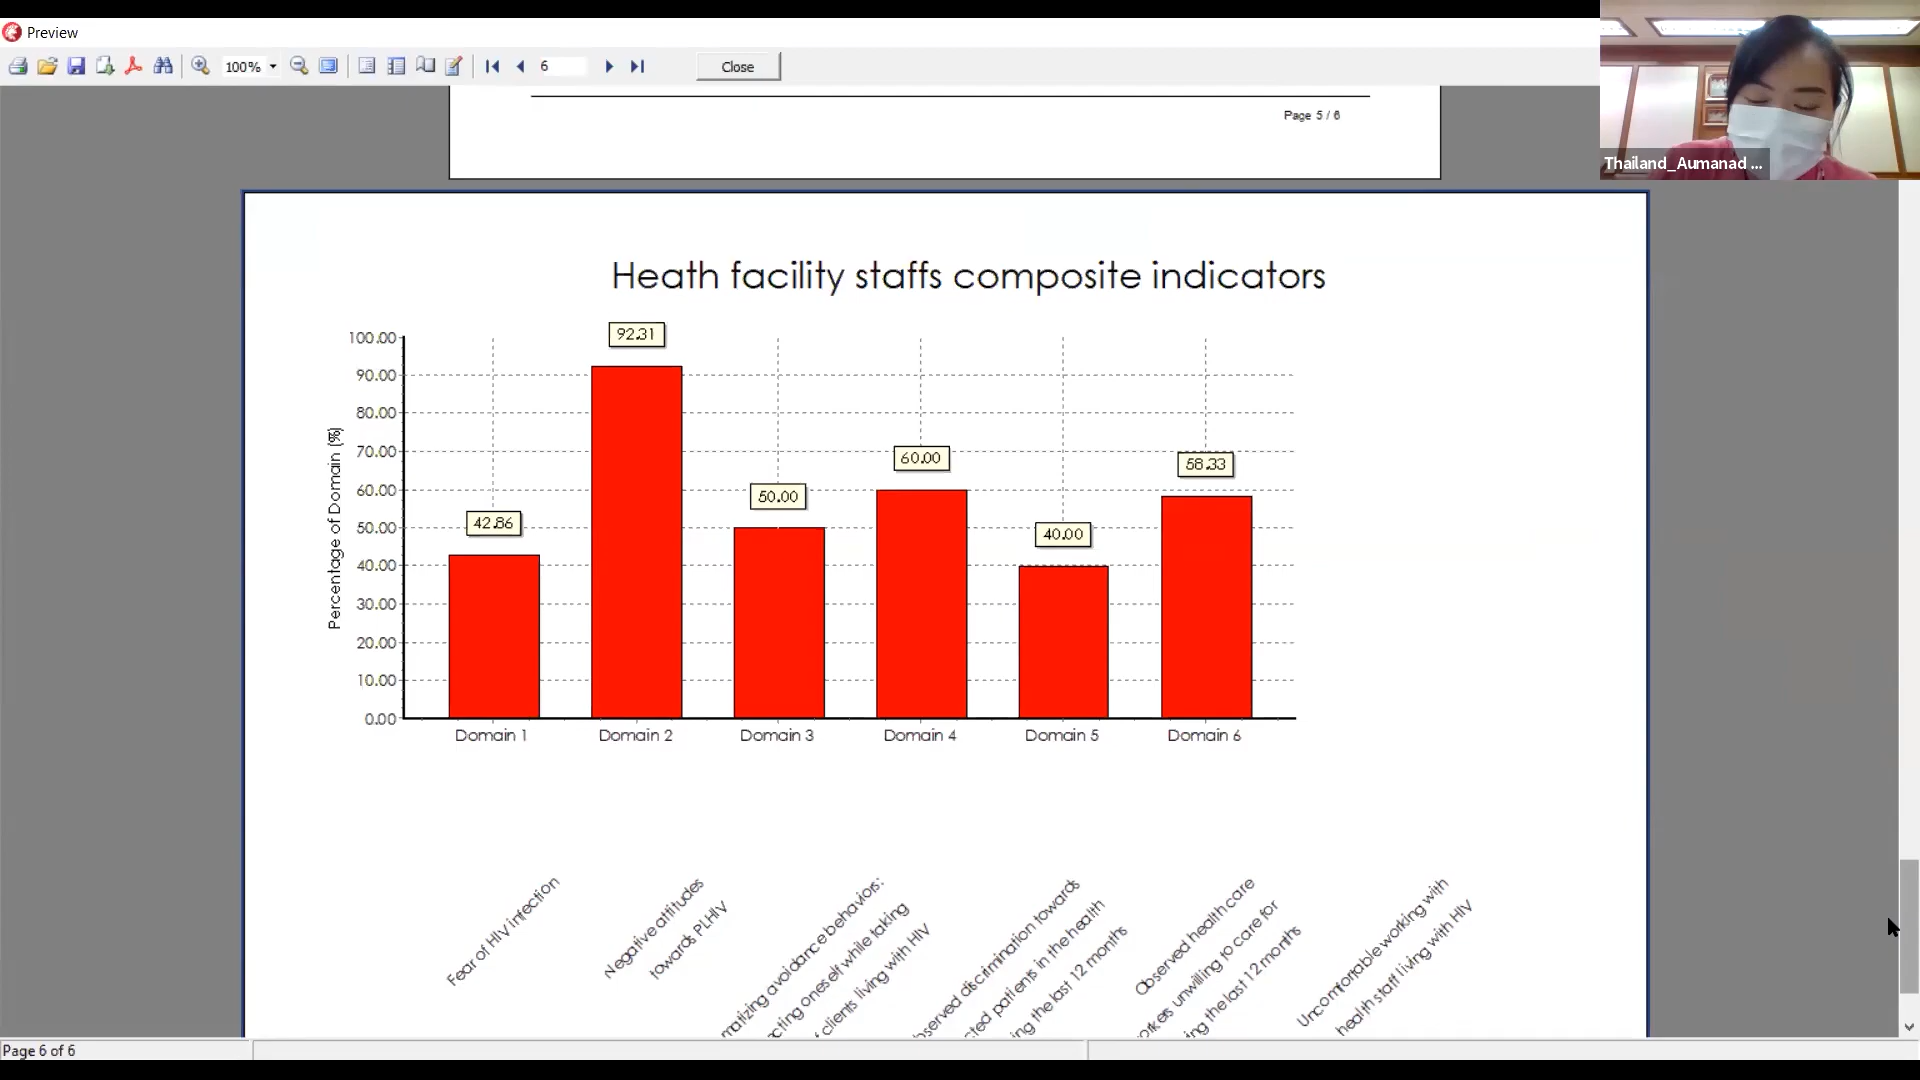 Preview
100%
6
Close
Thailand_Aumanad ...
Page 5 / 6
Heath facility staffs composite indicators
Percentage of Domain (%)
100.00
90.00
80.00
70.00
60.00
50.00
40.00
30.00
20.00
10.00
0.00
42.86
92.31
50.00
60.00
40.00
58.33
Domain 1
Domain 2
Domain 3
Domain 4
Domain 5
Domain 6
Fear of HIV infection
Negative attitudes
towards PLHIV
avoidance behaviors:
oneself while taking
clients living with HIV
discrimination towards
patients in the health
the last 12 months
Observed health care
unwilling to care for
the last 12 months
Uncomfortable working with
health staff living with HIV
Page 6 of 6